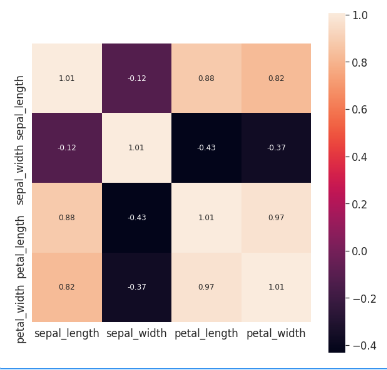 sepal_length 1.01 -0.12 0.88 0.82
sepal_width -0.12 1.01 -0.43 -0.37
petal_length 0.88 -0.43 1.01 0.97
petal_width 0.82 -0.37 0.97 1.01
sepal_length sepal_width petal_length petal_width
1.0
0.8
0.6
0.4
0.2
0.0
−0.2
−0.4